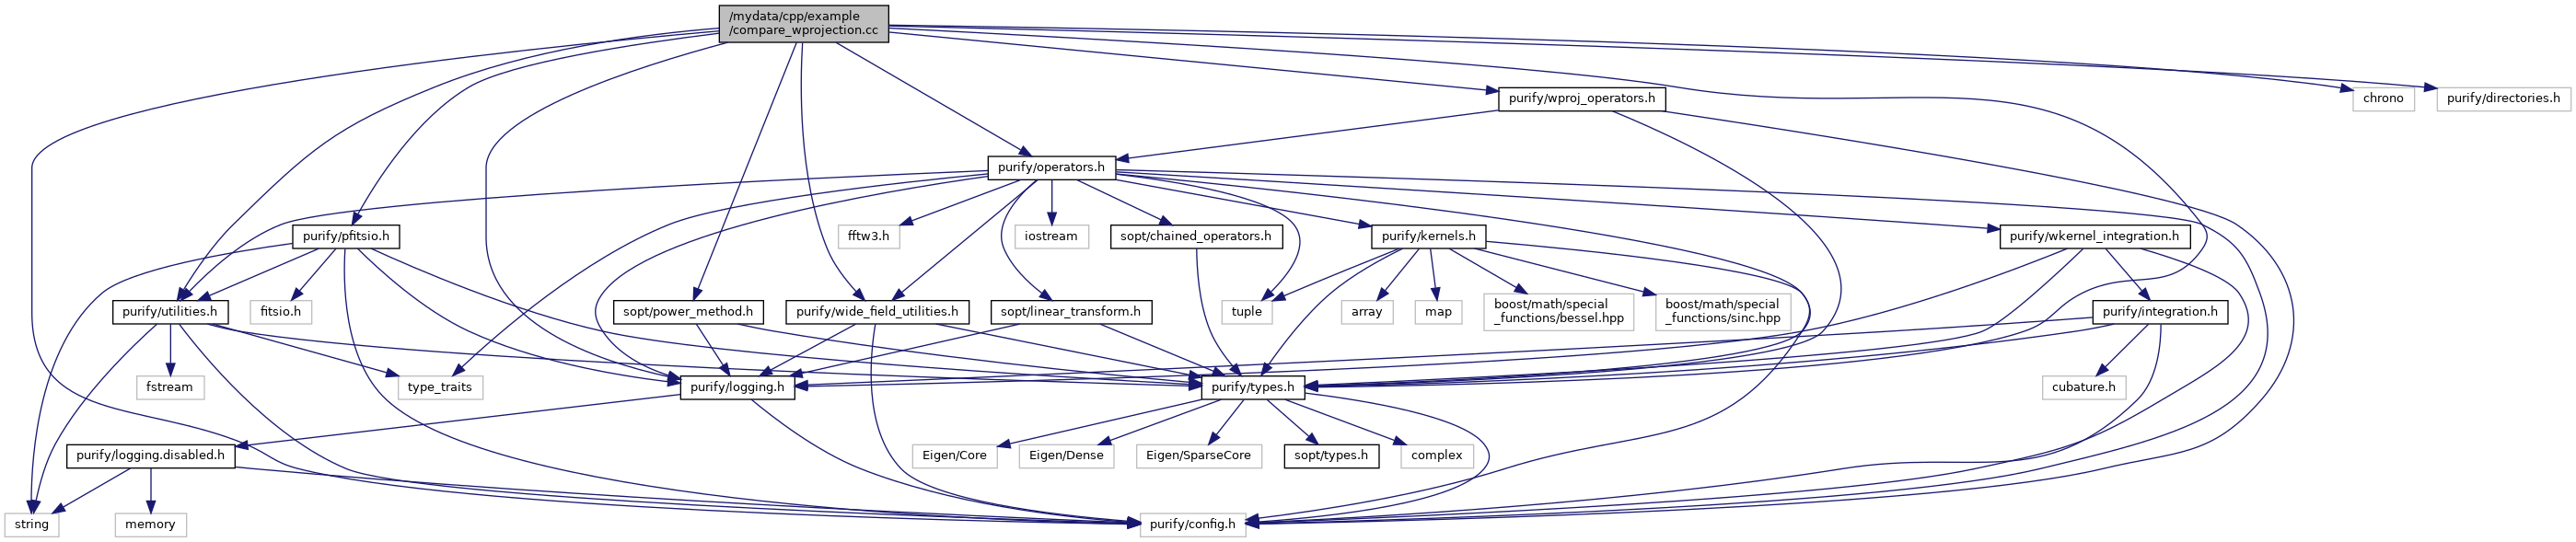 /mydata/cpp/example
/compare_wprojection.cc
purify/wproj_operators.h
chrono
purify/directories.h
purify/operators.h
purify/pfitsio.h
fftw3.h
iostream
sopt/chained_operators.h
purify/kernels.h
purify/wkernel_integration.h
purify/utilities.h
fitsio.h
sopt/power_method.h
purify/wide_field_utilities.h
sopt/linear_transform.h
tuple
array
map
boost/math/special
_functions/bessel.hpp
boost/math/special
_functions/sinc.hpp
purify/integration.h
fstream
type_traits
purify/logging.h
purify/types.h
cubature.h
purify/logging.disabled.h
Eigen/Core
Eigen/Dense
Eigen/SparseCore
sopt/types.h
complex
string
memory
purify/config.h